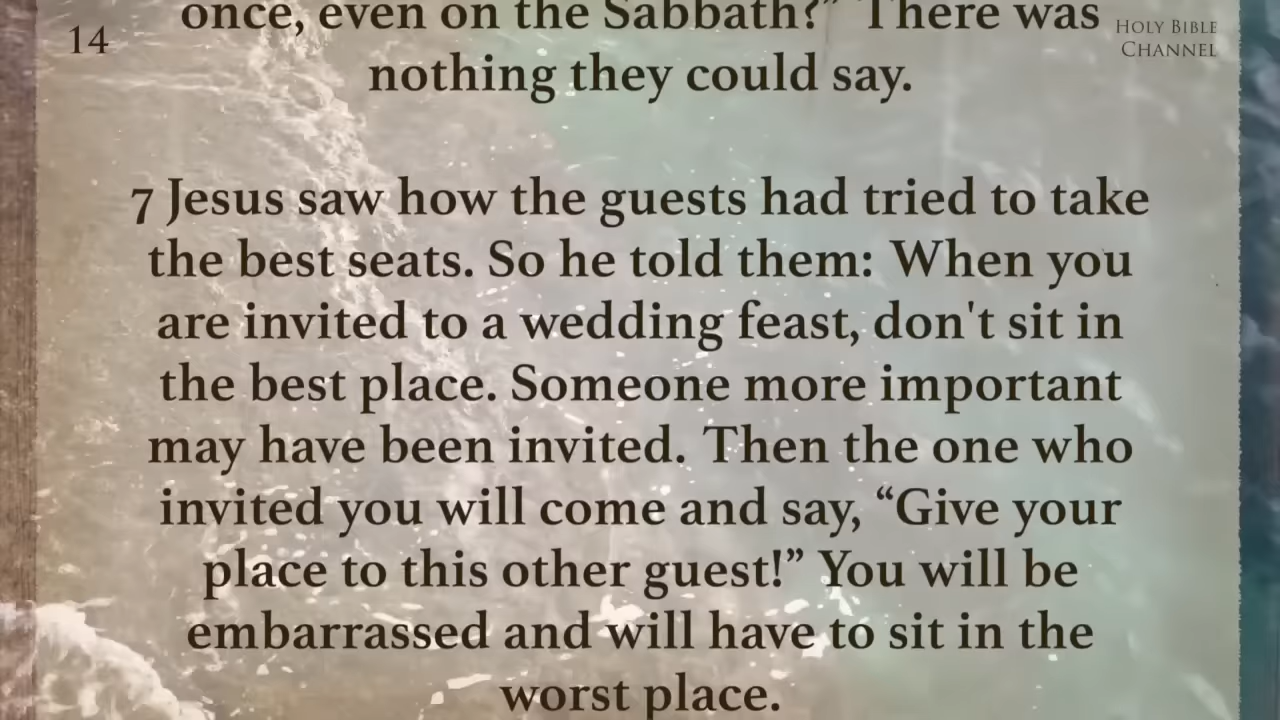 14
once, even on the Sabbath?” There was
nothing they could say.
HOLY BIBLE
CHANNEL
7 Jesus saw how the guests had tried to take
the best seats. So he told them: When you
are invited to a wedding feast, don't sit in
the best place. Someone more important
may have been invited. Then the one who
invited you will come and say, “Give your
place to this other guest!” You will be
embarrassed and will have to sit in the
worst place.